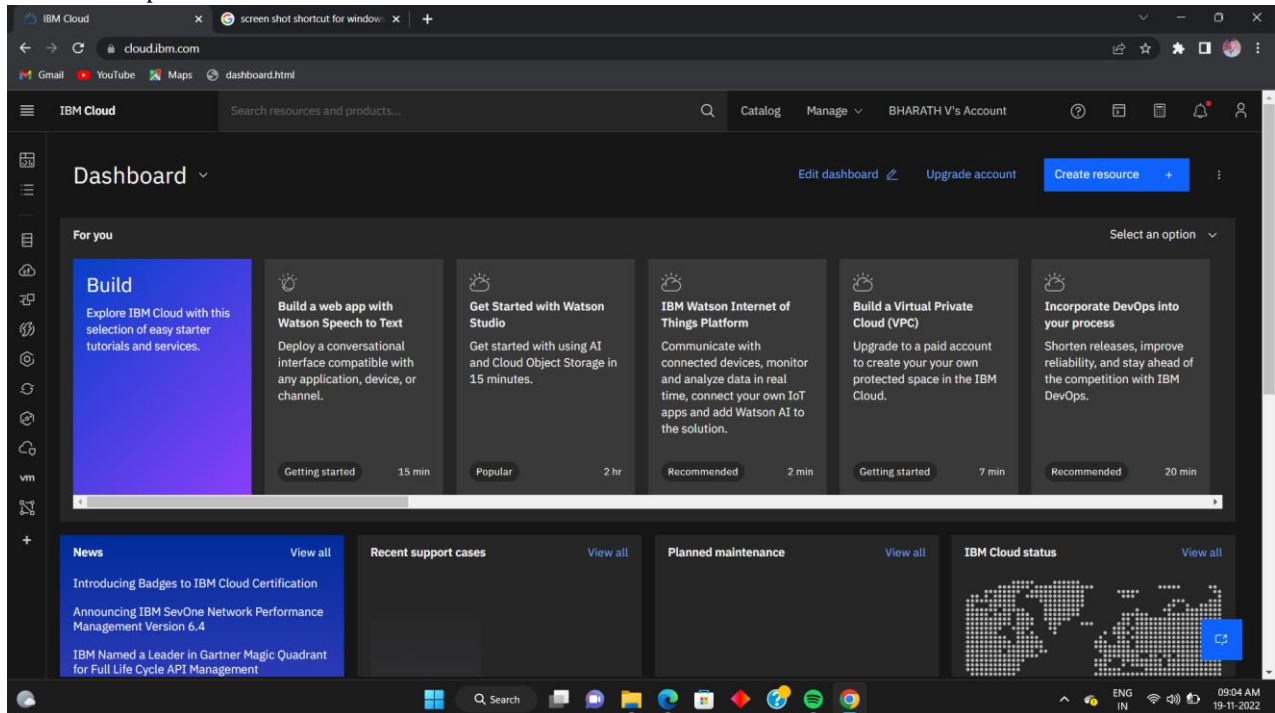 IBM Cloud
screen shot shortcut for window
cloud.ibm.com
Gmail YouTube Maps dashboard.html
IBM Cloud Search resources and products... Catalog Manage BHARATH V's Account
Dashboard Edit dashboard Upgrade account Create resource +
For you Select an option
Build
Explore IBM Cloud with this
selection of easy starter
tutorials and services.
Build a web app with
Watson Speech to Text
Deploy a conversational
interface compatible with
any application, device, or
channel.
Getting started 15 min
Get Started with Watson
Studio
Get started with using AI
and Cloud Object Storage in
15 minutes.
Popular 2 hr
IBM Watson Internet of
Things Platform
Communicate with
connected devices, monitor
and analyze data in real
time, connect your own IoT
apps and add Watson AI to
the solution.
Recommended 2 min
Build a Virtual Private
Cloud (VPC)
Upgrade to a paid account
to create your your own
protected space in the IBM
Cloud.
Getting started 7 min
Incorporate DevOps into
your process
Shorten releases, improve
reliability, and stay ahead of
the competition with IBM
DevOps.
Recommended 20 min
vm
News View all
Introducing Badges to IBM Cloud Certification
Announcing IBM SevOne Network Performance
Management Version 6.4
IBM Named a Leader in Gartner Magic Quadrant
for Full Life Cycle API Management
Recent support cases View all
Planned maintenance View all
IBM Cloud status View all
Search
ENG
IN
09:04 AM
19-11-2022